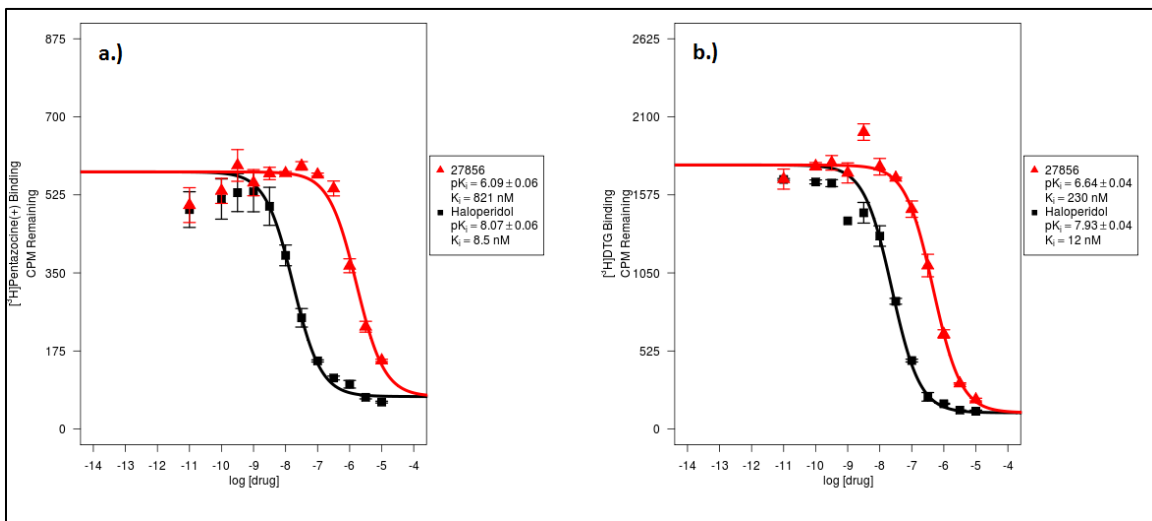 a.)
875
700
525
350
175
0
[³H]Pentazocine(+) Binding
CPM Remaining
-14 -13 -12 -11 -10 -9 -8 -7 -6 -5 -4
log [drug]
27856
pKᵢ = 6.09 ± 0.06
Kᵢ = 821 nM
Haloperidol
pKᵢ = 8.07 ± 0.06
Kᵢ = 8.5 nM
b.)
2625
2100
1575
1050
525
0
[³H]DTG Binding
CPM Remaining
-14 -13 -12 -11 -10 -9 -8 -7 -6 -5 -4
log [drug]
27856
pKᵢ = 6.64 ± 0.04
Kᵢ = 230 nM
Haloperidol
pKᵢ = 7.93 ± 0.04
Kᵢ = 12 nM